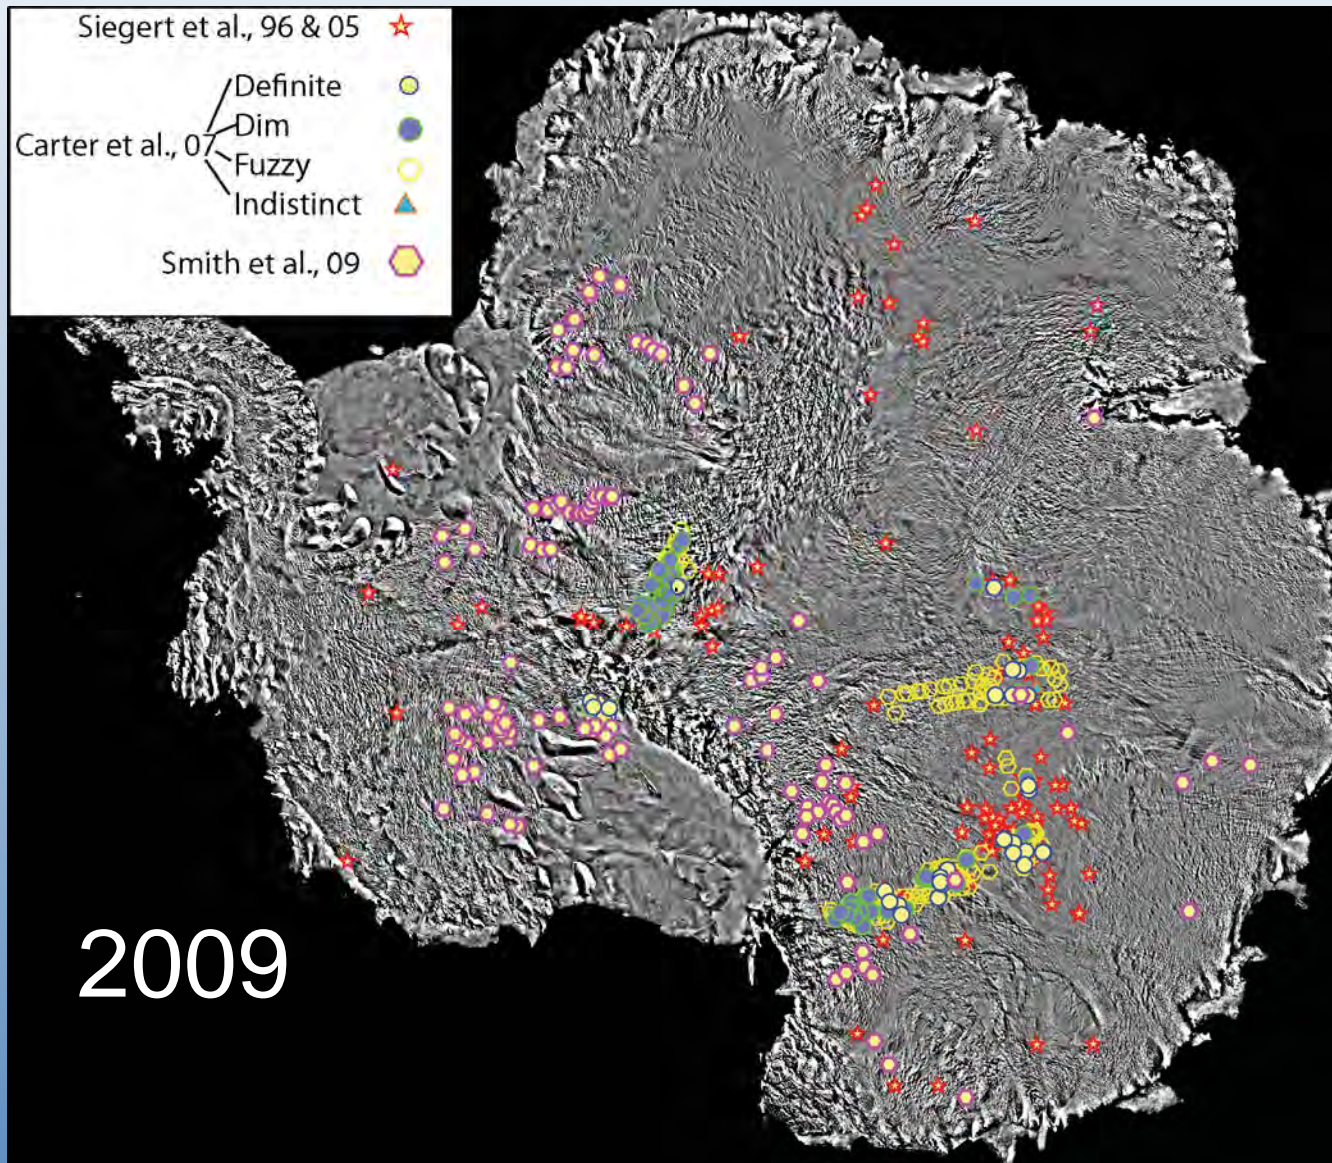 Siegert et al., 96 & 05
Definite
Dim
Carter et al., 07
Fuzzy
Indistinct
Smith et al., 09
2009